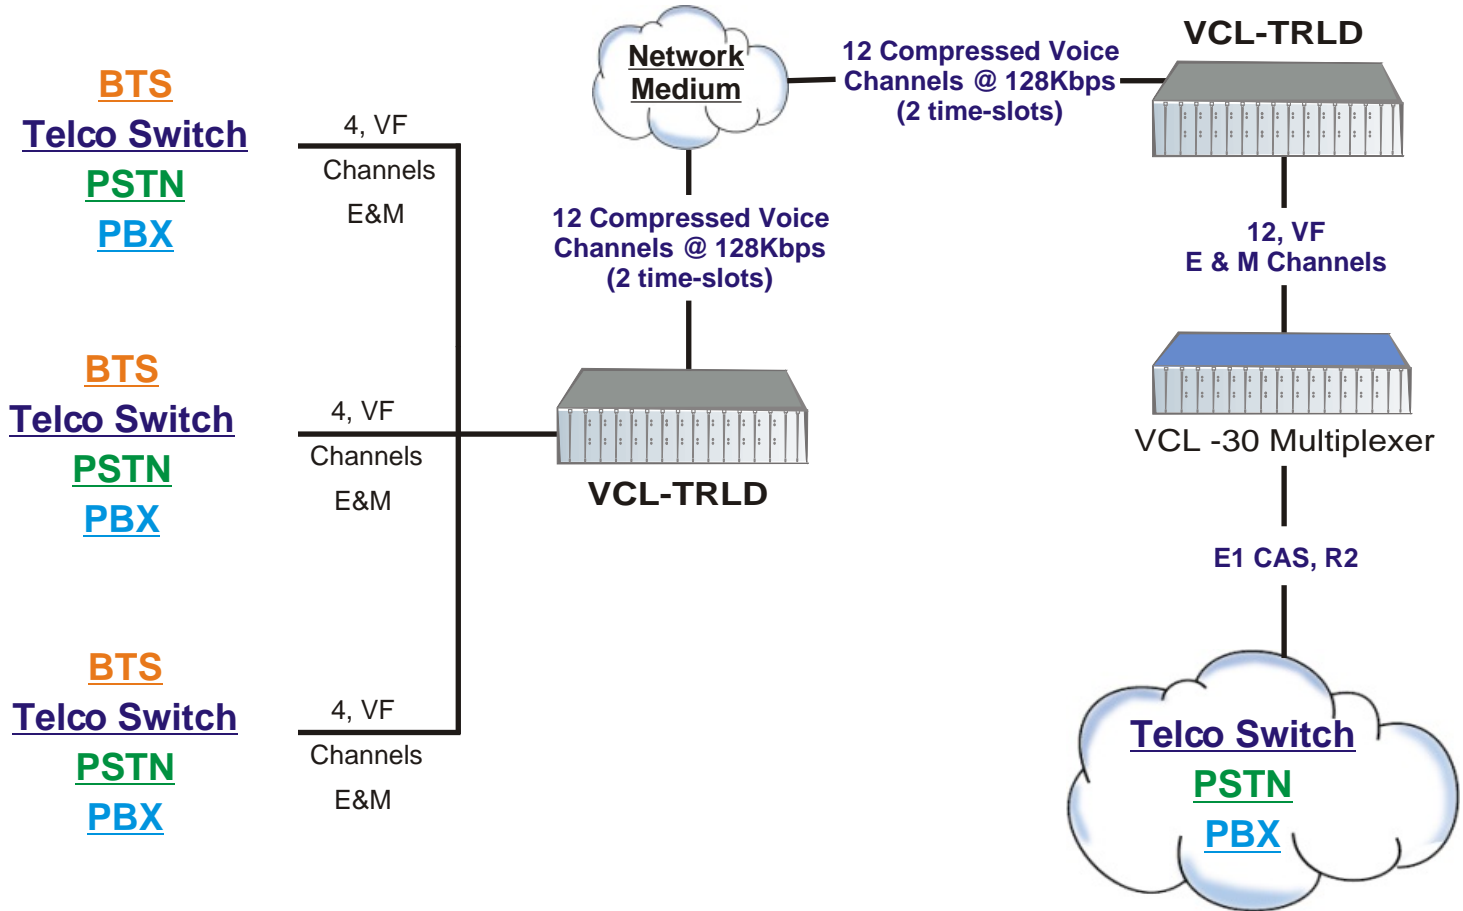 BTS
Telco Switch
PSTN
PBX
4, VF
Channels
E&M
BTS
Telco Switch
PSTN
PBX
4, VF
Channels
E&M
BTS
Telco Switch
PSTN
PBX
4, VF
Channels
E&M
Network
Medium
12 Compressed Voice
Channels @ 128Kbps
(2 time-slots)
VCL-TRLD
12 Compressed Voice
Channels @ 128Kbps
(2 time-slots)
VCL-TRLD
12, VF
E & M Channels
VCL -30 Multiplexer
E1 CAS, R2
Telco Switch
PSTN
PBX